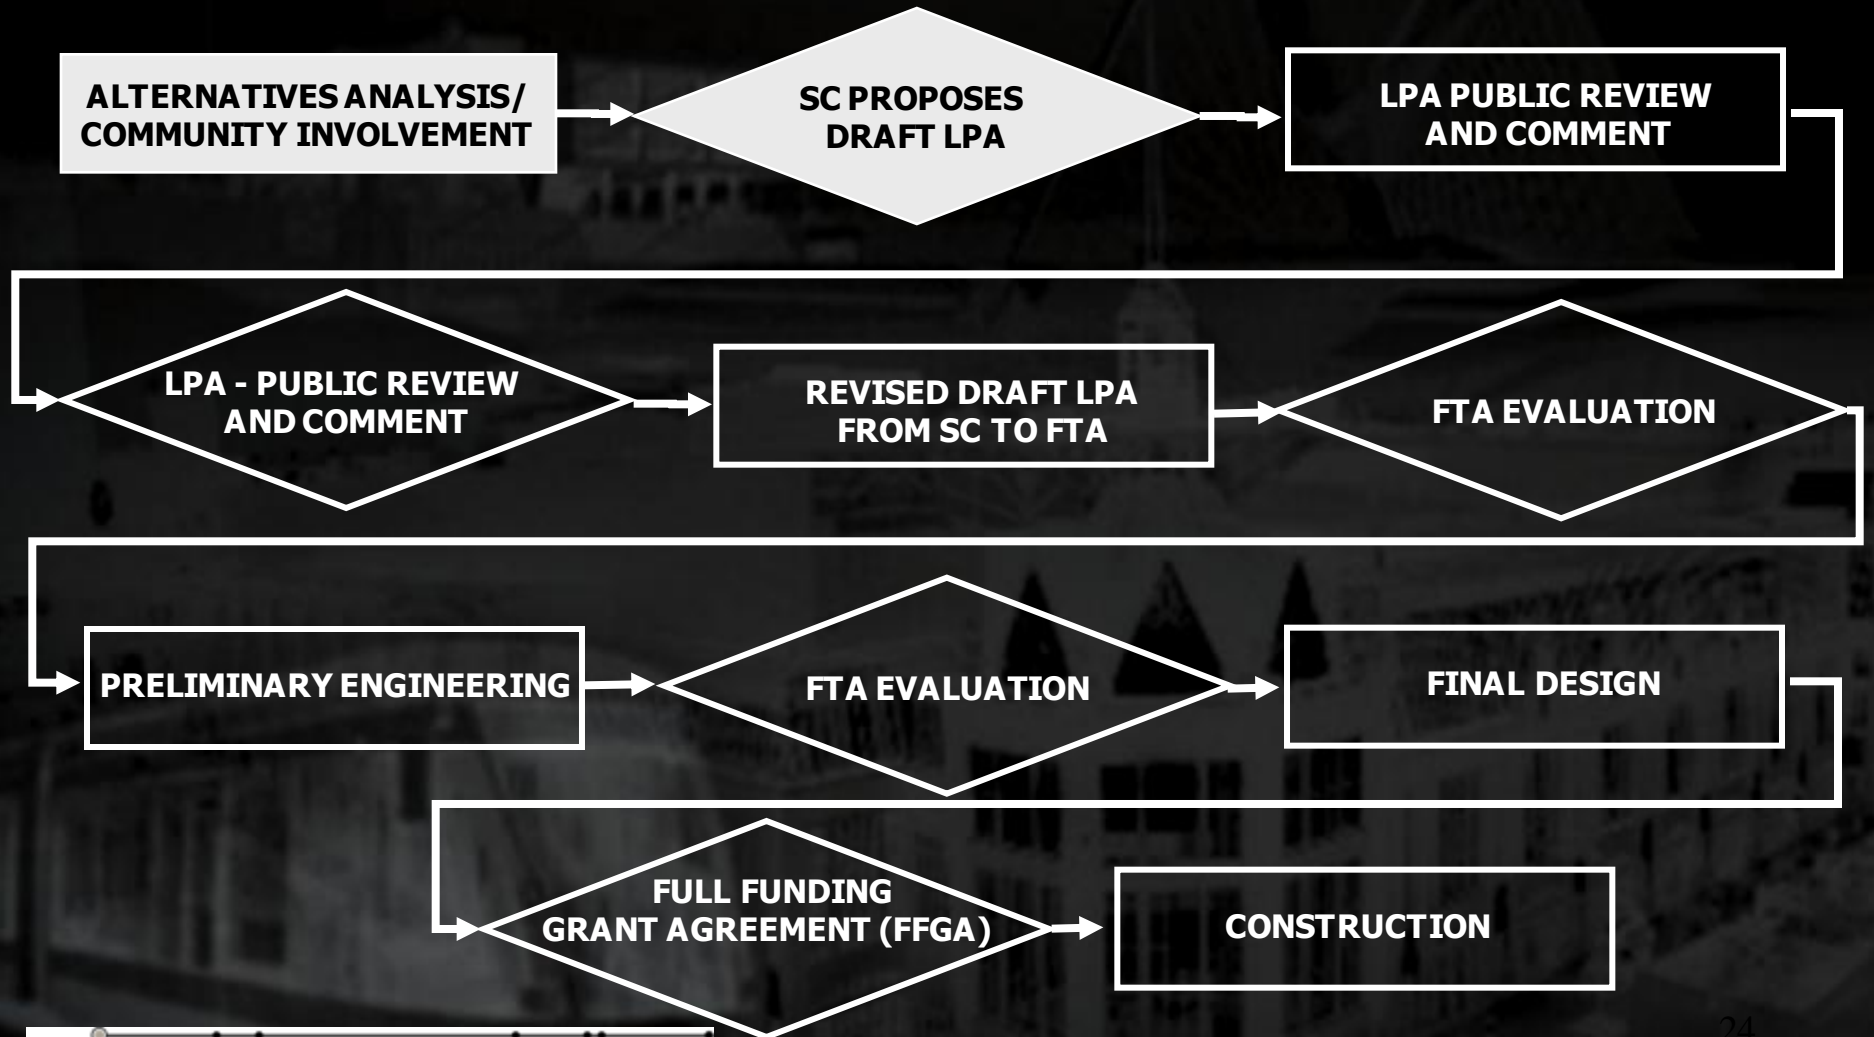 ALTERNATIVES ANALYSIS/
COMMUNITY INVOLVEMENT
SC PROPOSES
DRAFT LPA
LPA PUBLIC REVIEW
AND COMMENT
LPA - PUBLIC REVIEW
AND COMMENT
REVISED DRAFT LPA
FROM SC TO FTA
FTA EVALUATION
PRELIMINARY ENGINEERING
FTA EVALUATION
FINAL DESIGN
FULL FUNDING
GRANT AGREEMENT (FFGA)
CONSTRUCTION
24